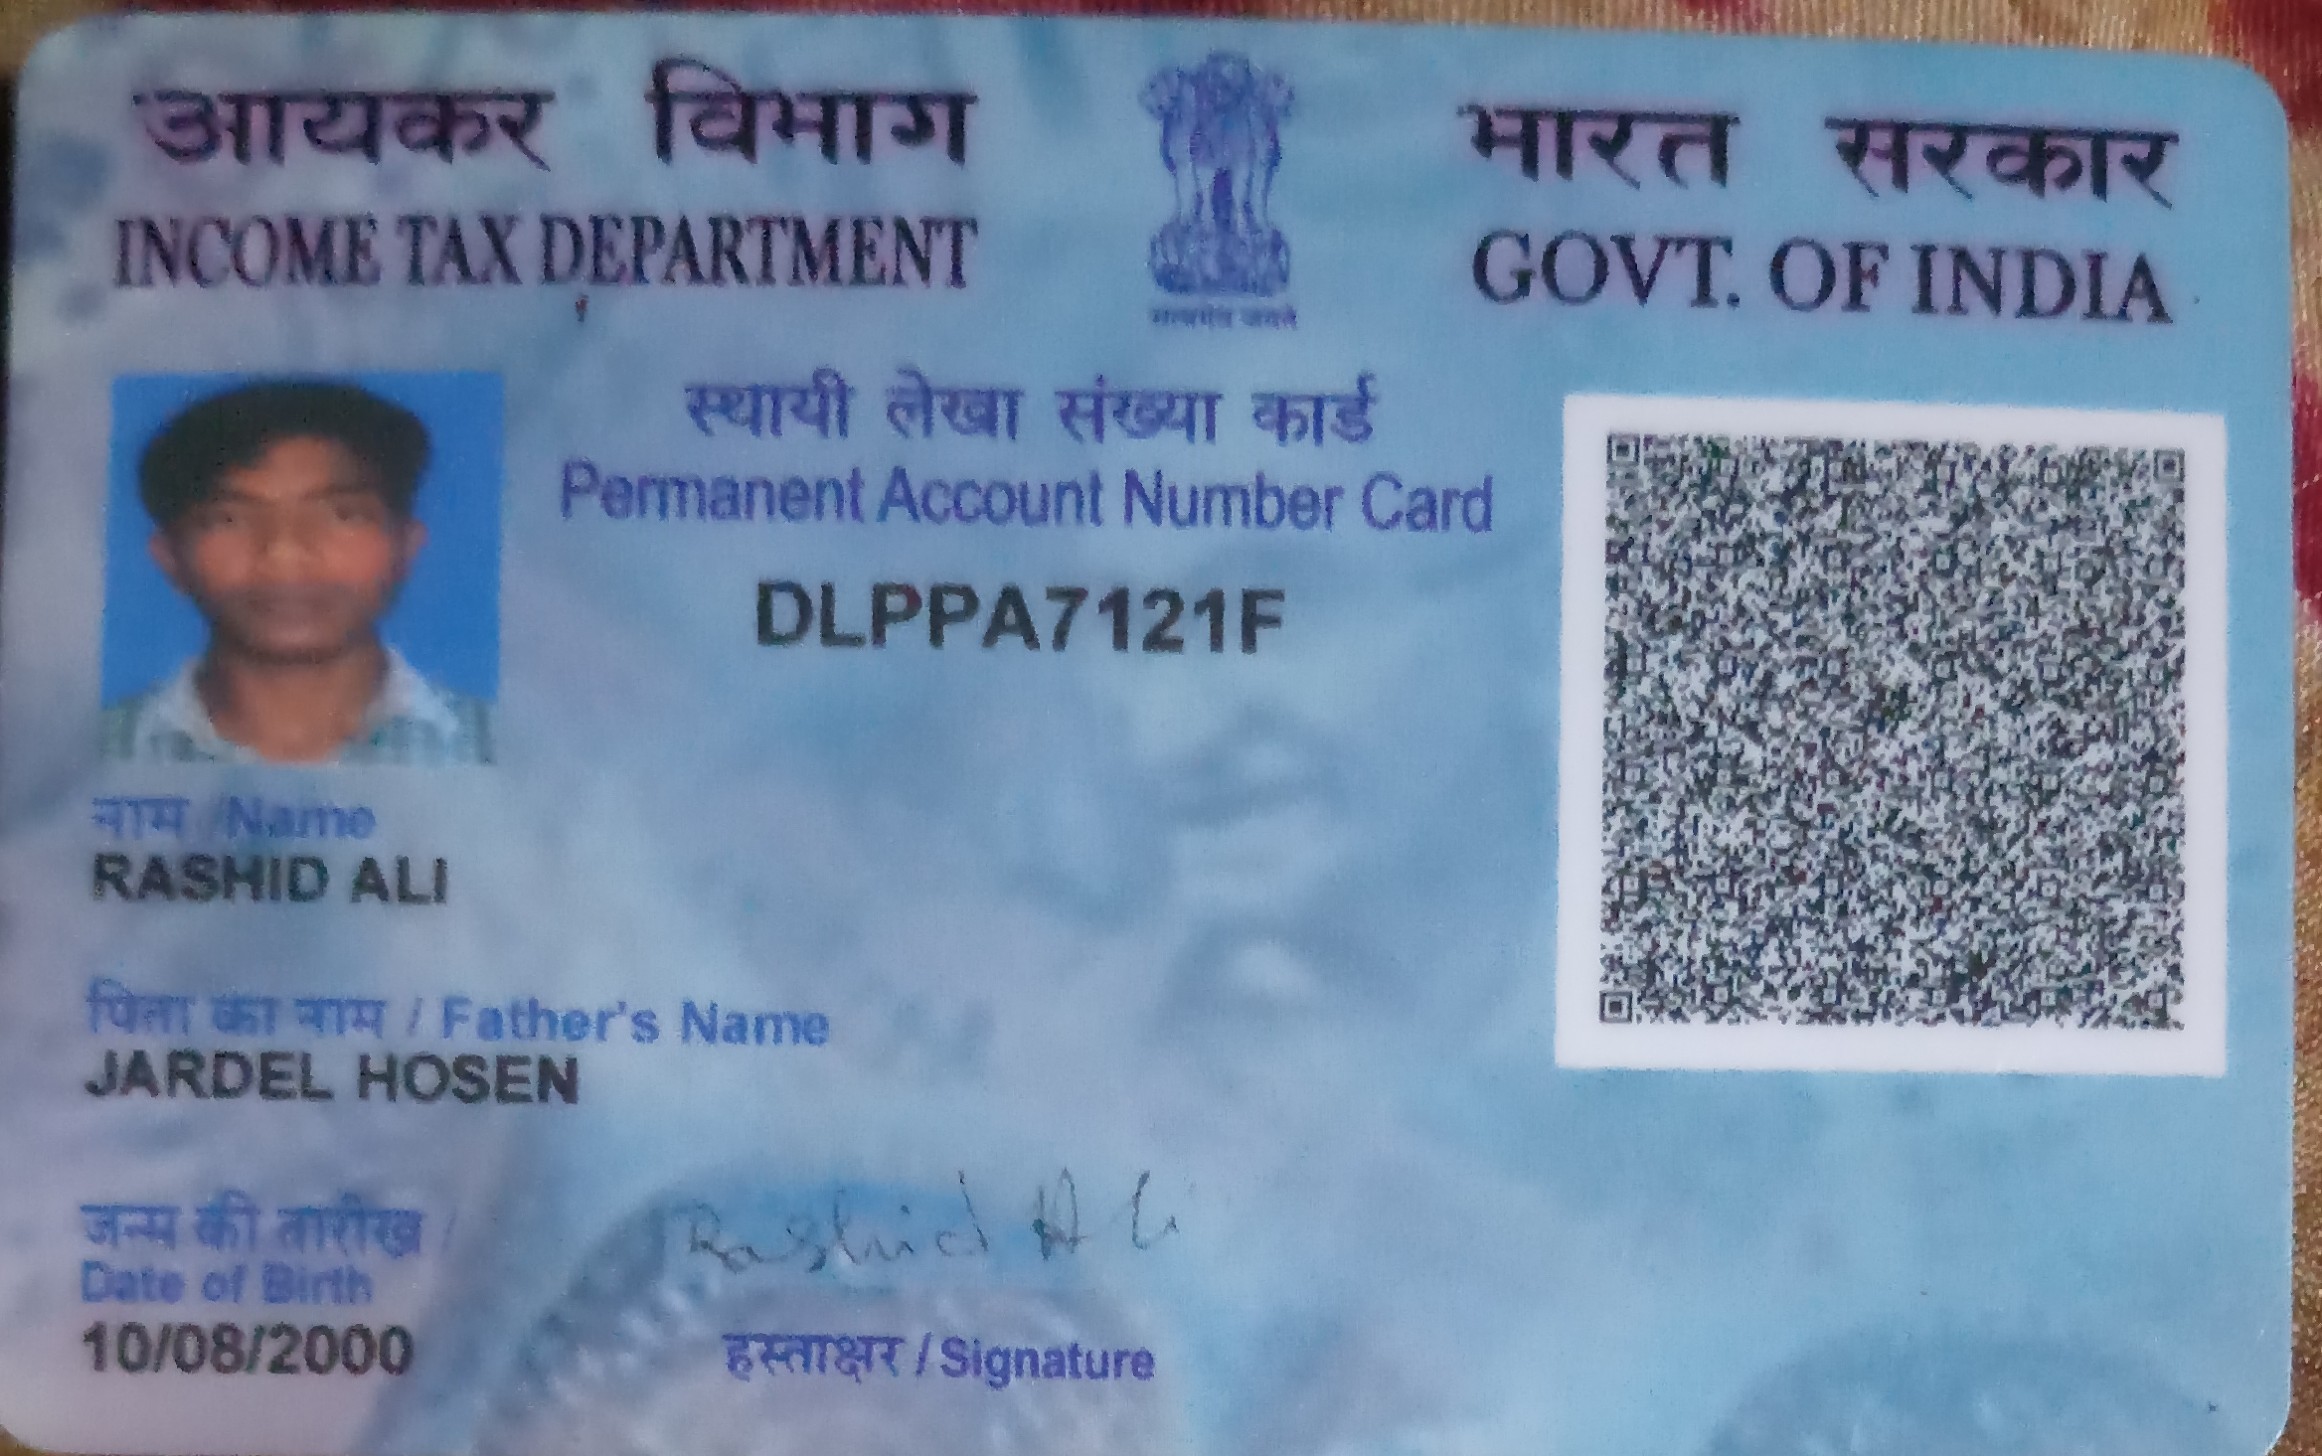 आयकर विभाग
INCOME TAX DEPARTMENT
सत्यमेव जयते
भारत सरकार
GOVT. OF INDIA
स्थायी लेखा संख्या कार्ड
Permanent Account Number Card
DLPPA7121F
नाम / Name
RASHID ALI
पिता का नाम / Father's Name
JARDEL HOSEN
जन्म की तारीख /
Date of Birth
10/08/2000
Rashid Ali
हस्ताक्षर / Signature